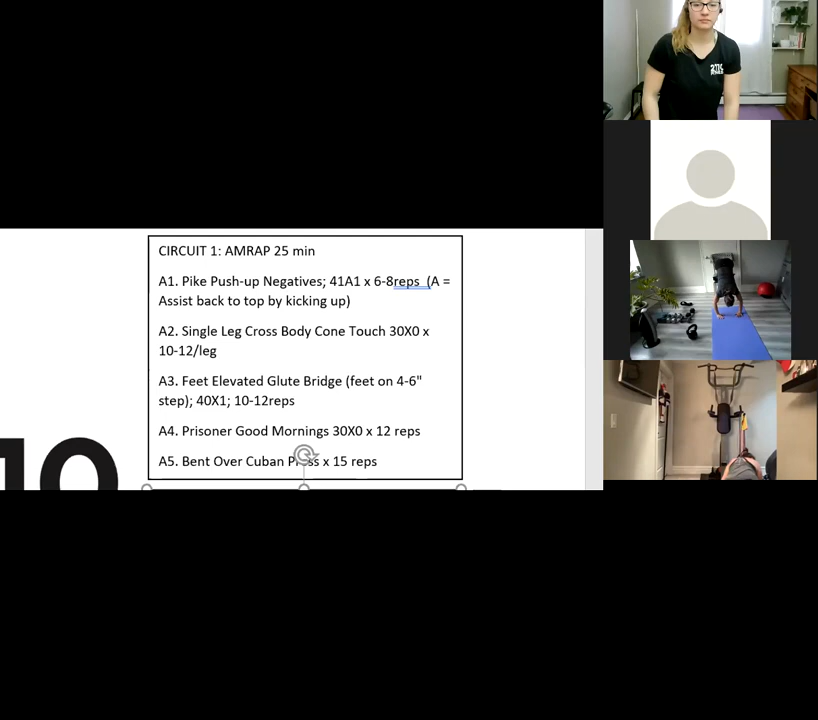 CIRCUIT 1: AMRAP 25 min
A1. Pike Push-up Negatives; 41A1 x 6-8reps (A =
Assist back to top by kicking up)
A2. Single Leg Cross Body Cone Touch 30X0 x
10-12/leg
A3. Feet Elevated Glute Bridge (feet on 4-6"
step); 40X1; 10-12reps
A4. Prisoner Good Mornings 30X0 x 12 reps
A5. Bent Over Cuban Press x 15 reps
10